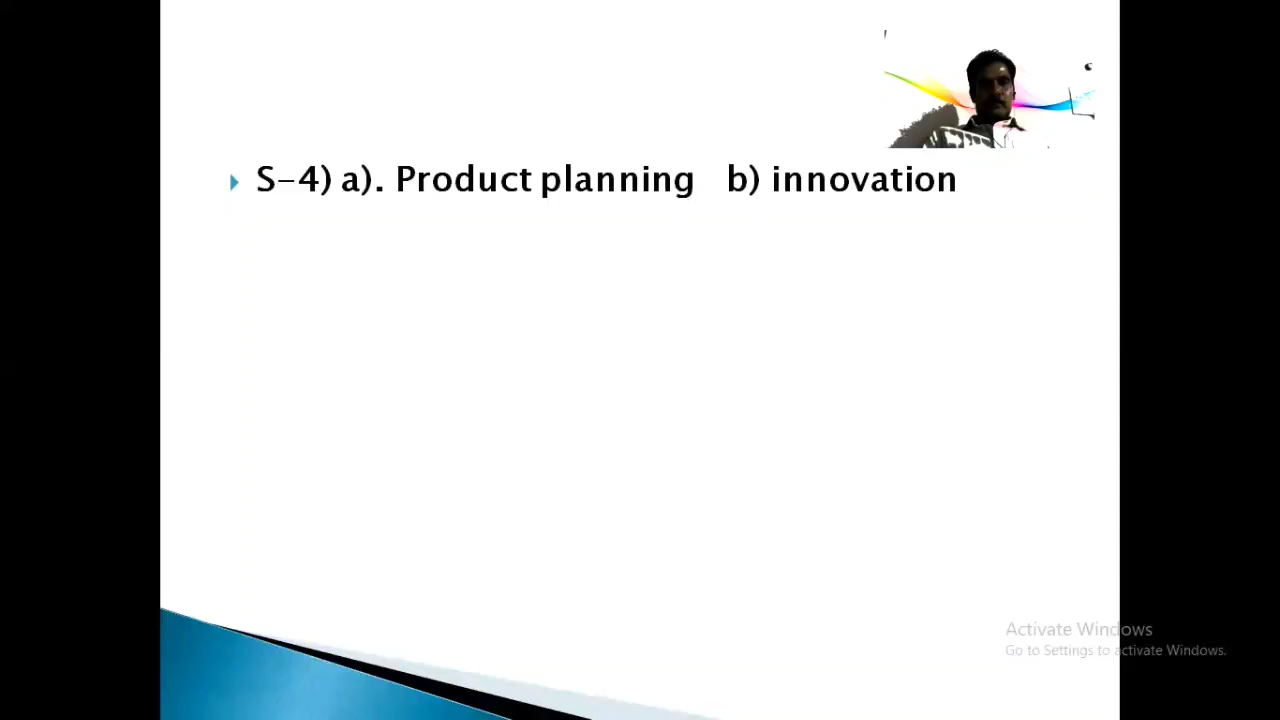 S-4) a). Product planning b) innovation
Activate Windows
Go to Settings to activate Windows.